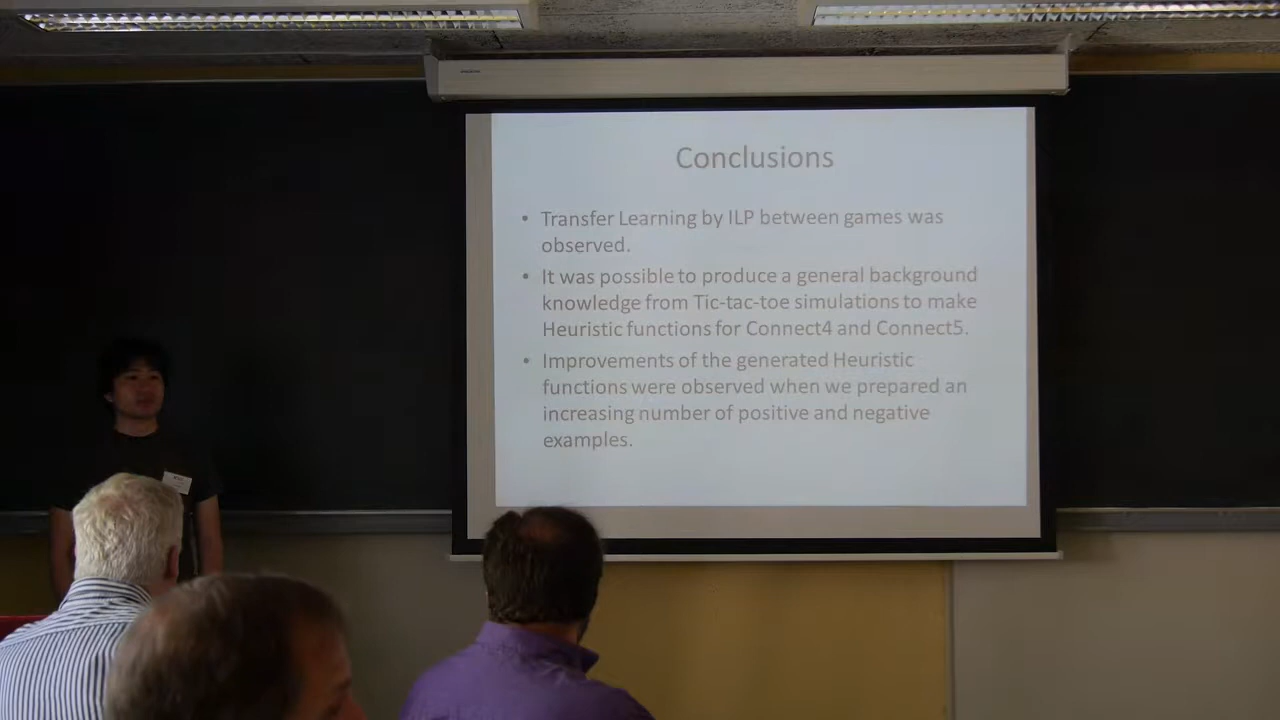 Conclusions
• Transfer Learning by ILP between games was
observed.
• It was possible to produce a general background
knowledge from Tic-tac-toe simulations to make
Heuristic functions for Connect4 and Connect5.
• Improvements of the generated Heuristic
functions were observed when we prepared an
increasing number of positive and negative
examples.